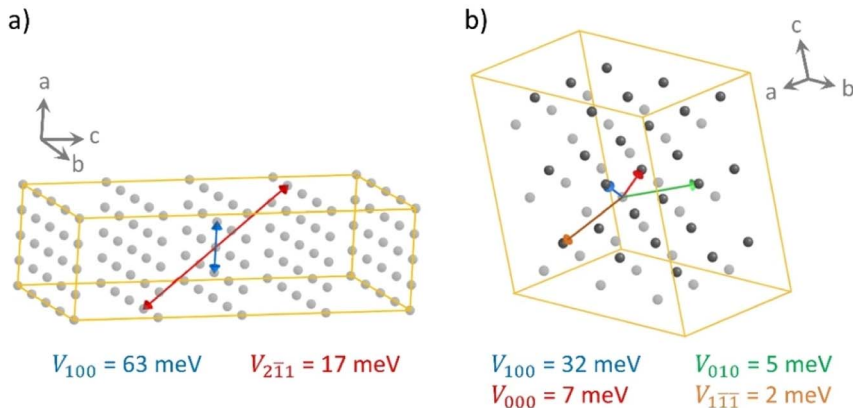 a)
a
c
b
V₁₀₀ = 63 meV
V₂₁̅₁ = 17 meV
b)
c
a
b
V₁₀₀ = 32 meV
V₀₁₀ = 5 meV
V₀₀₀ = 7 meV
V₁₁̅₁̅ = 2 meV